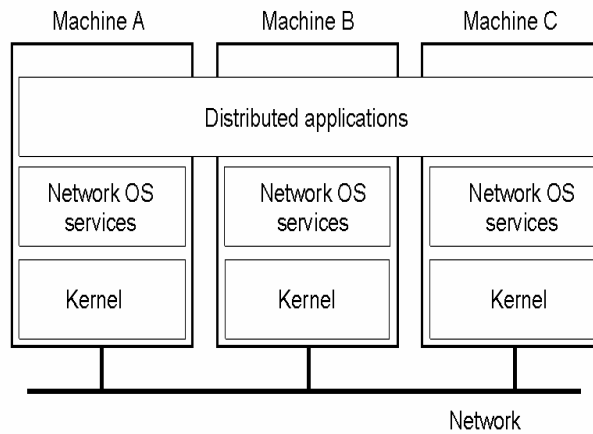 Machine A
Machine B
Machine C
Distributed applications
Network OS
services
Network OS
services
Network OS
services
Kernel
Kernel
Kernel
Network